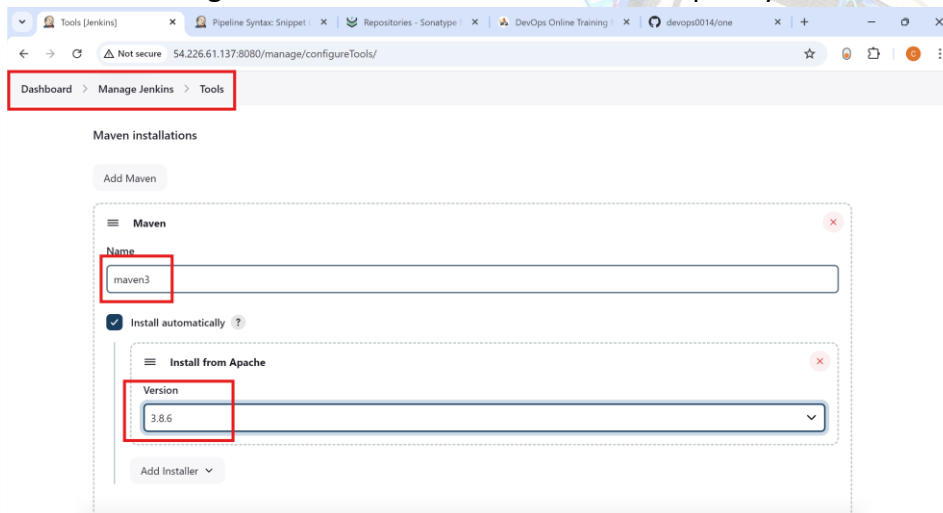 Tools [Jenkins]
Pipeline Syntax: Snippet
Repositories - Sonatype
DevOps Online Training
devops0014/one
Not secure 54.226.61.137:8080/manage/configureTools/
Dashboard > Manage Jenkins > Tools
Maven installations
Add Maven
Maven
Name
maven3
Install automatically ?
Install from Apache
Version
3.8.6
Add Installer